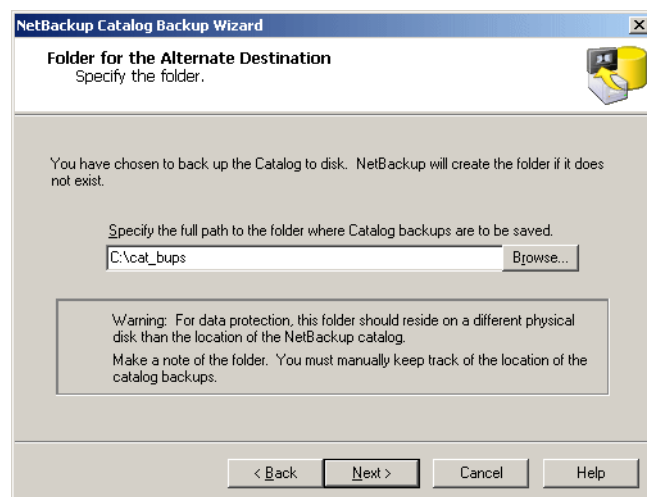 NetBackup Catalog Backup Wizard
Folder for the Alternate Destination
Specify the folder.
You have chosen to back up the Catalog to disk. NetBackup will create the folder if it does
not exist.
Specify the full path to the folder where Catalog backups are to be saved.
C:\cat_bups
Browse...
Warning: For data protection, this folder should reside on a different physical
disk than the location of the NetBackup catalog.
Make a note of the folder. You must manually keep track of the location of the
catalog backups.
< Back
Next >
Cancel
Help